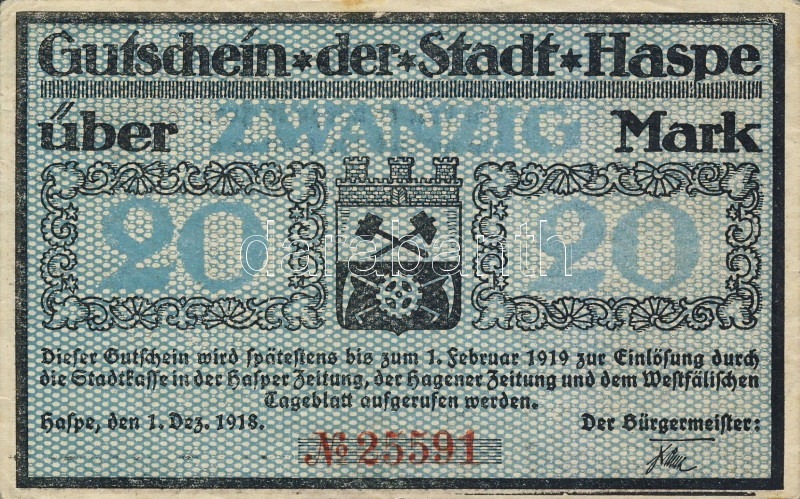 Gutschein * der * Stadt * Haspe
über ZWANZIG Mark
20 20
darabanth
Dieser Gutschein wird spätestens bis zum 1. Februar 1919 zur Einlösung durch
die Stadtkasse in der Hasper Zeitung, der Hagener Zeitung und dem Westfälischen
Tageblatt aufgerufen werden.
Haspe, den 1. Dez. 1918. Der Bürgermeister:
No 25591